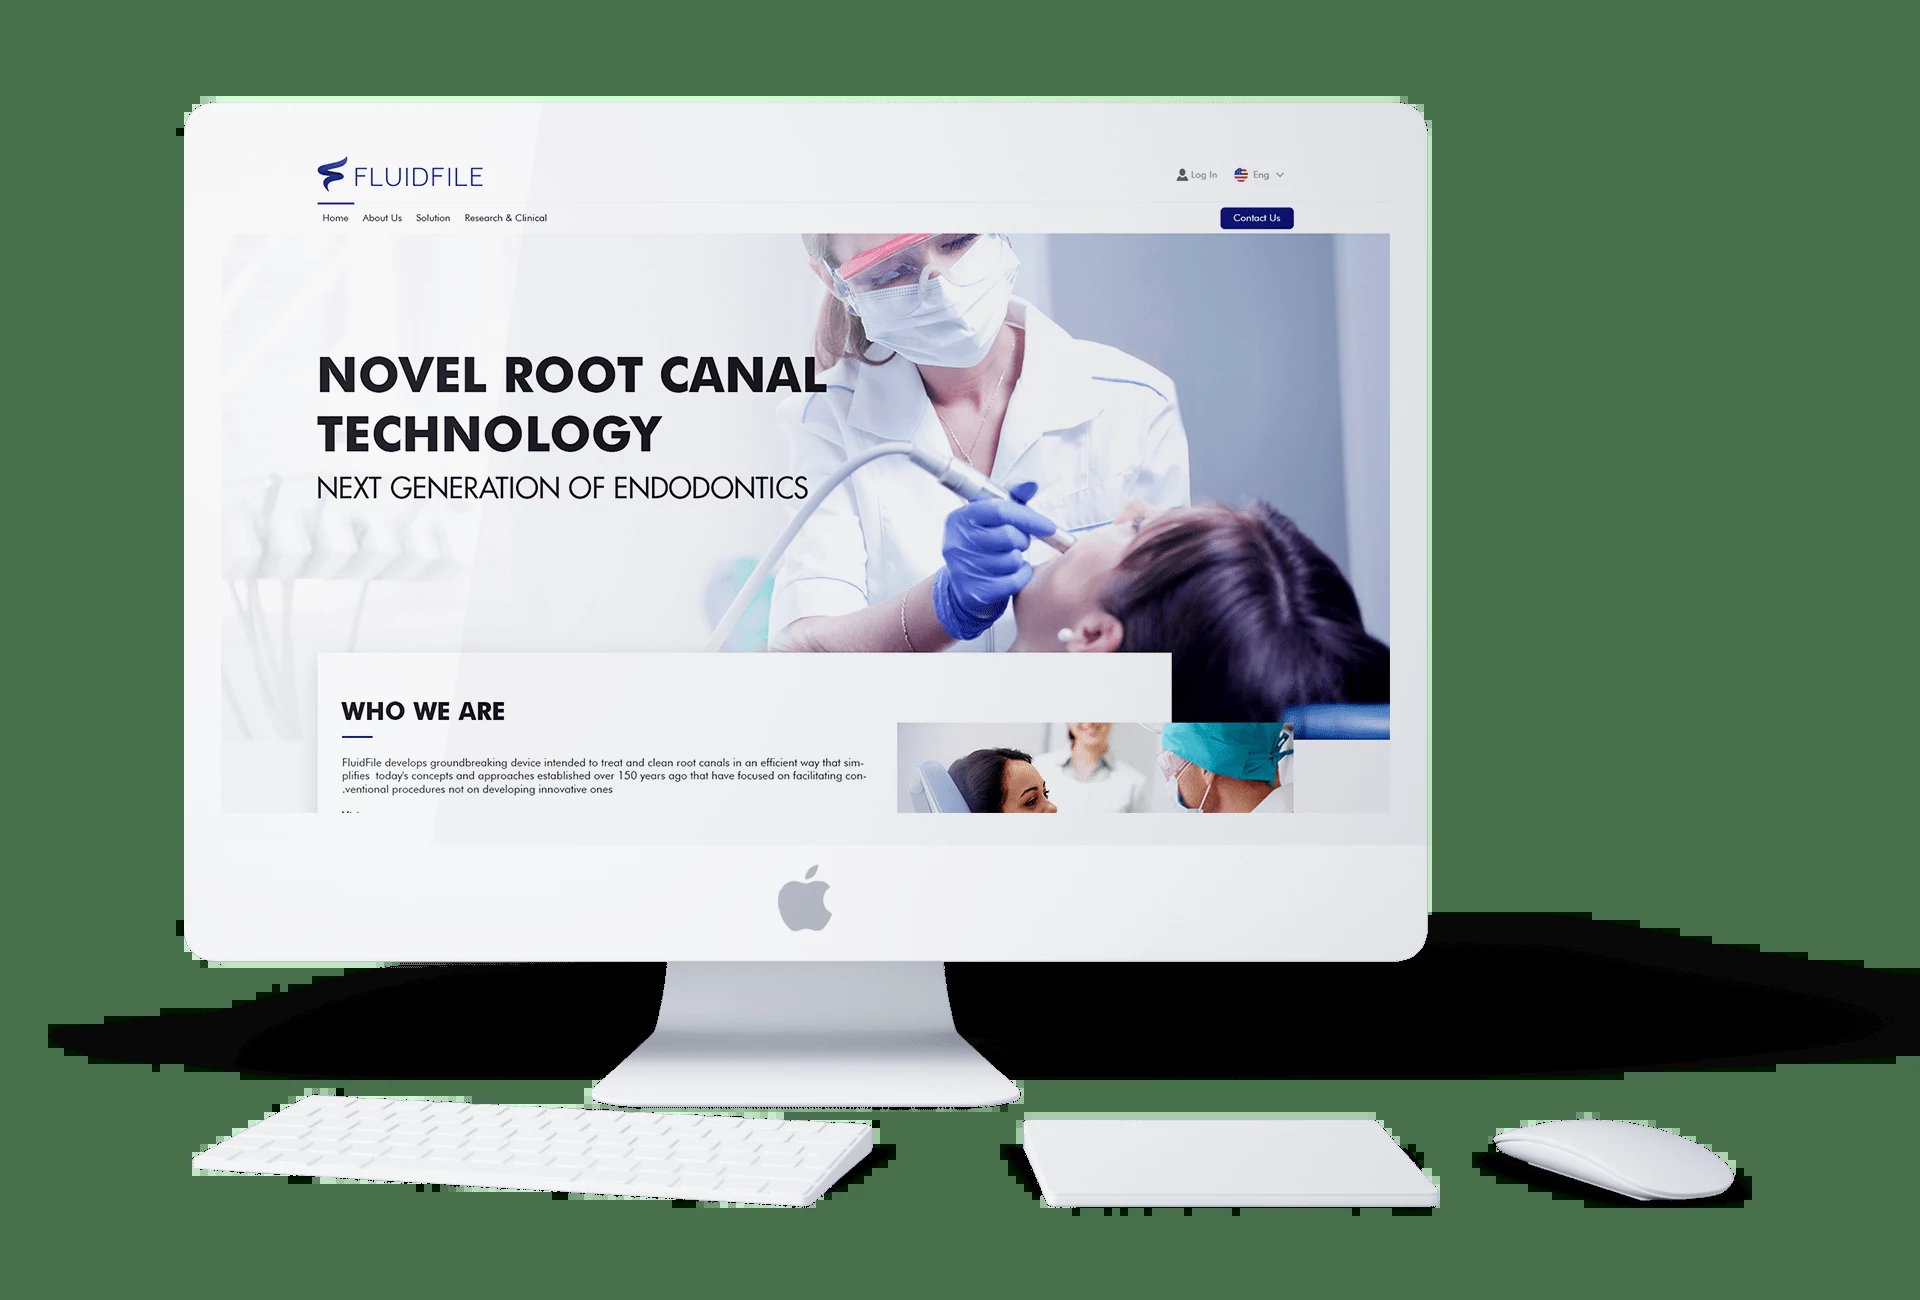 FLUIDFILE
Log In Eng
Home About Us Solution Research & Clinical
Contact Us
NOVEL ROOT CANAL
TECHNOLOGY
NEXT GENERATION OF ENDODONTICS
WHO WE ARE
FluidFile develops groundbreaking device intended to treat and clean root canals in an efficient way that sim-
plifies today's concepts and approaches established over 150 years ago that have focused on facilitating con-
.ventional procedures not on developing innovative ones